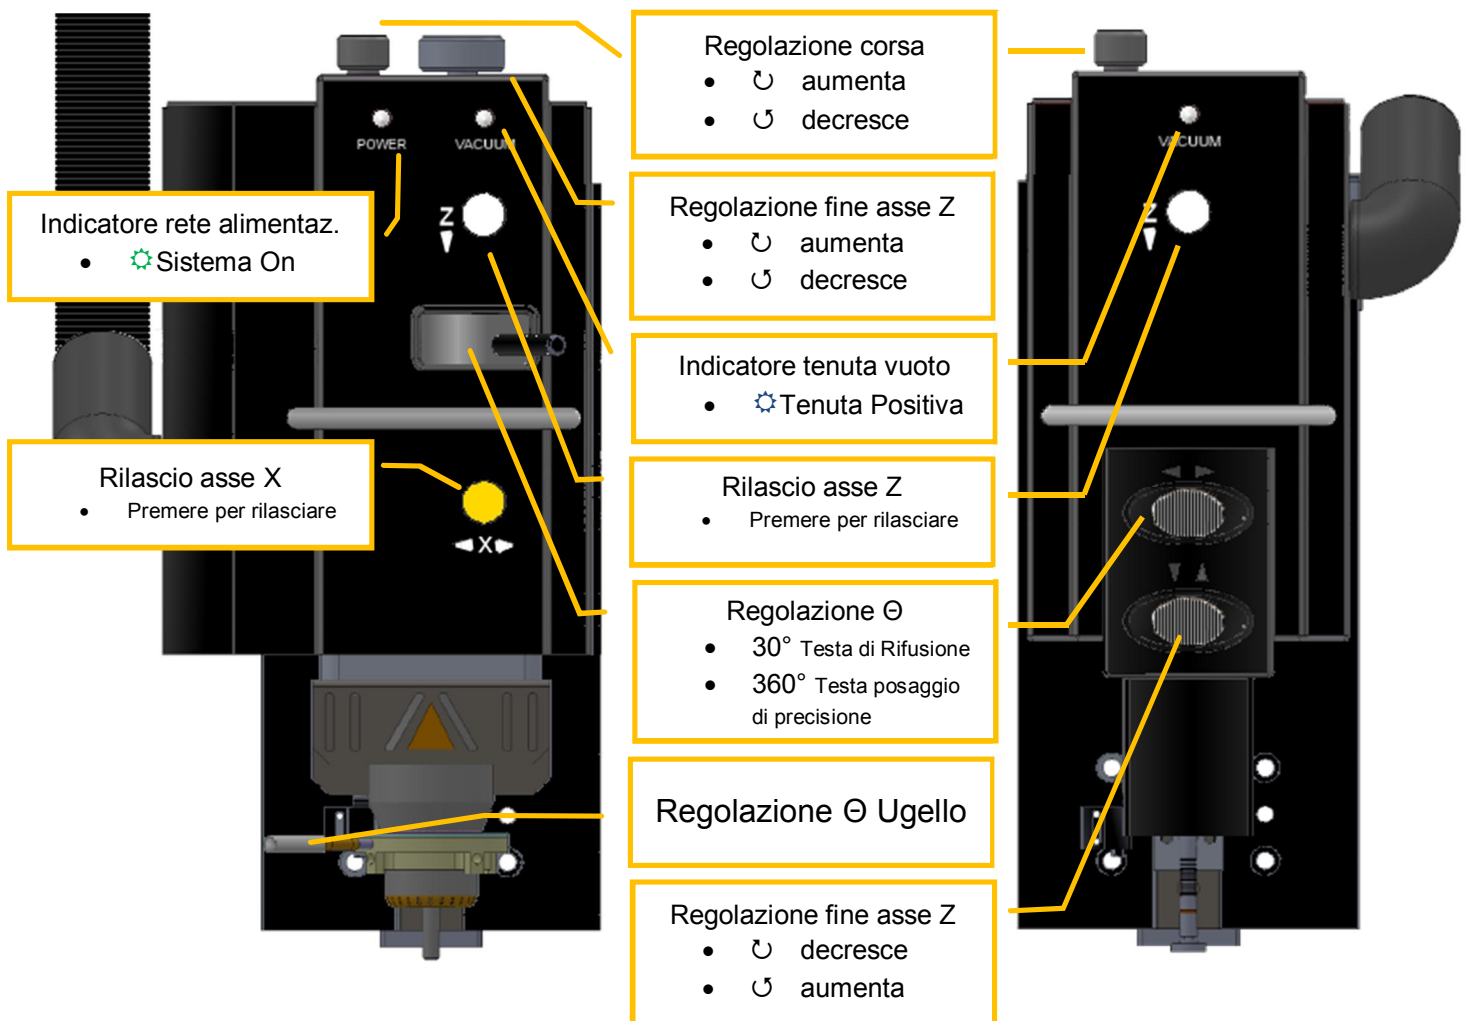 Regolazione corsa
• ↻ aumenta
• ↺ decresce
POWER
VACUUM
VACUUM
Indicatore rete alimentaz.
• Sistema On
Regolazione fine asse Z
• ↻ aumenta
• ↺ decresce
Z
Z
Indicatore tenuta vuoto
• Tenuta Positiva
Rilascio asse X
• Premere per rilasciare
X
Rilascio asse Z
• Premere per rilasciare
Regolazione Θ
• 30° Testa di Rifusione
• 360° Testa posaggio
di precisione
Regolazione Θ Ugello
Regolazione fine asse Z
• ↻ decresce
• ↺ aumenta